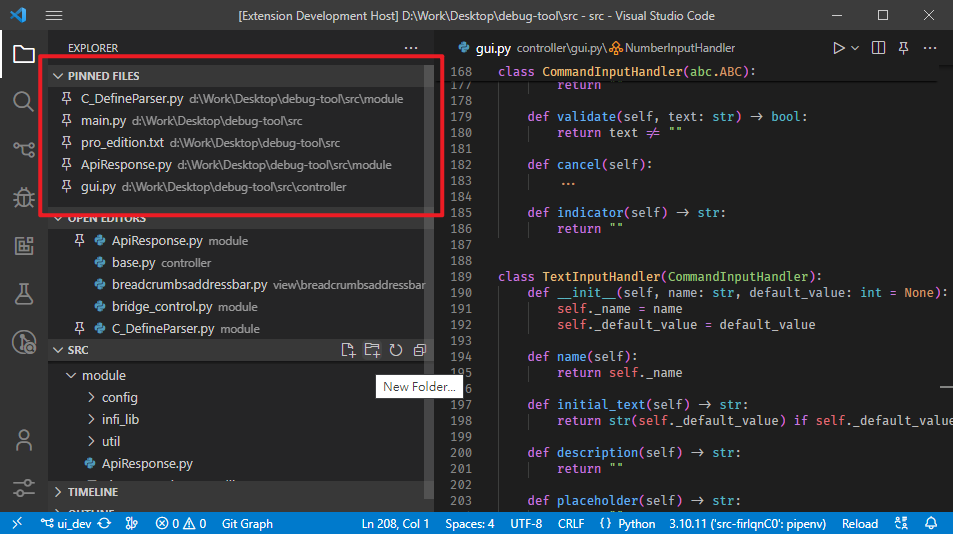 [Extension Development Host] D:\Work\Desktop\debug-tool\src - src - Visual Studio Code
EXPLORER
PINNED FILES
C_DefineParser.py d:\Work\Desktop\debug-tool\src\module
main.py d:\Work\Desktop\debug-tool\src
pro_edition.txt d:\Work\Desktop\debug-tool\src
ApiResponse.py d:\Work\Desktop\debug-tool\src\module
gui.py d:\Work\Desktop\debug-tool\src\controller
OPEN EDITORS
ApiResponse.py module
base.py controller
breadcrumbsaddressbar.py view\breadcrumbsaddressbar
bridge_control.py module
C_DefineParser.py module
SRC
New Folder...
module
config
infi_lib
util
ApiResponse.py
TIMELINE
OUTLINE
gui.py controller\gui.py\NumberInputHandler
168 class CommandInputHandler(abc.ABC):
177 return
178
179 def validate(self, text: str) → bool:
180 return text ≠ ""
181
182 def cancel(self):
183 ...
184
185 def indicator(self) → str:
186 return ""
187
188
189 class TextInputHandler(CommandInputHandler):
190 def __init__(self, name: str, default_value: int = None):
191 self._name = name
192 self._default_value = default_value
193
194 def name(self):
195 return self._name
196
197 def initial_text(self) → str:
198 return str(self._default_value) if self._default_value
199
200 def description(self) → str:
201 return ""
202
203 def placeholder(self) → str:
ui_dev 0 0 Git Graph Ln 208, Col 1 Spaces: 4 UTF-8 CRLF Python 3.10.11 ('src-firlqnC0': pipenv) Reload